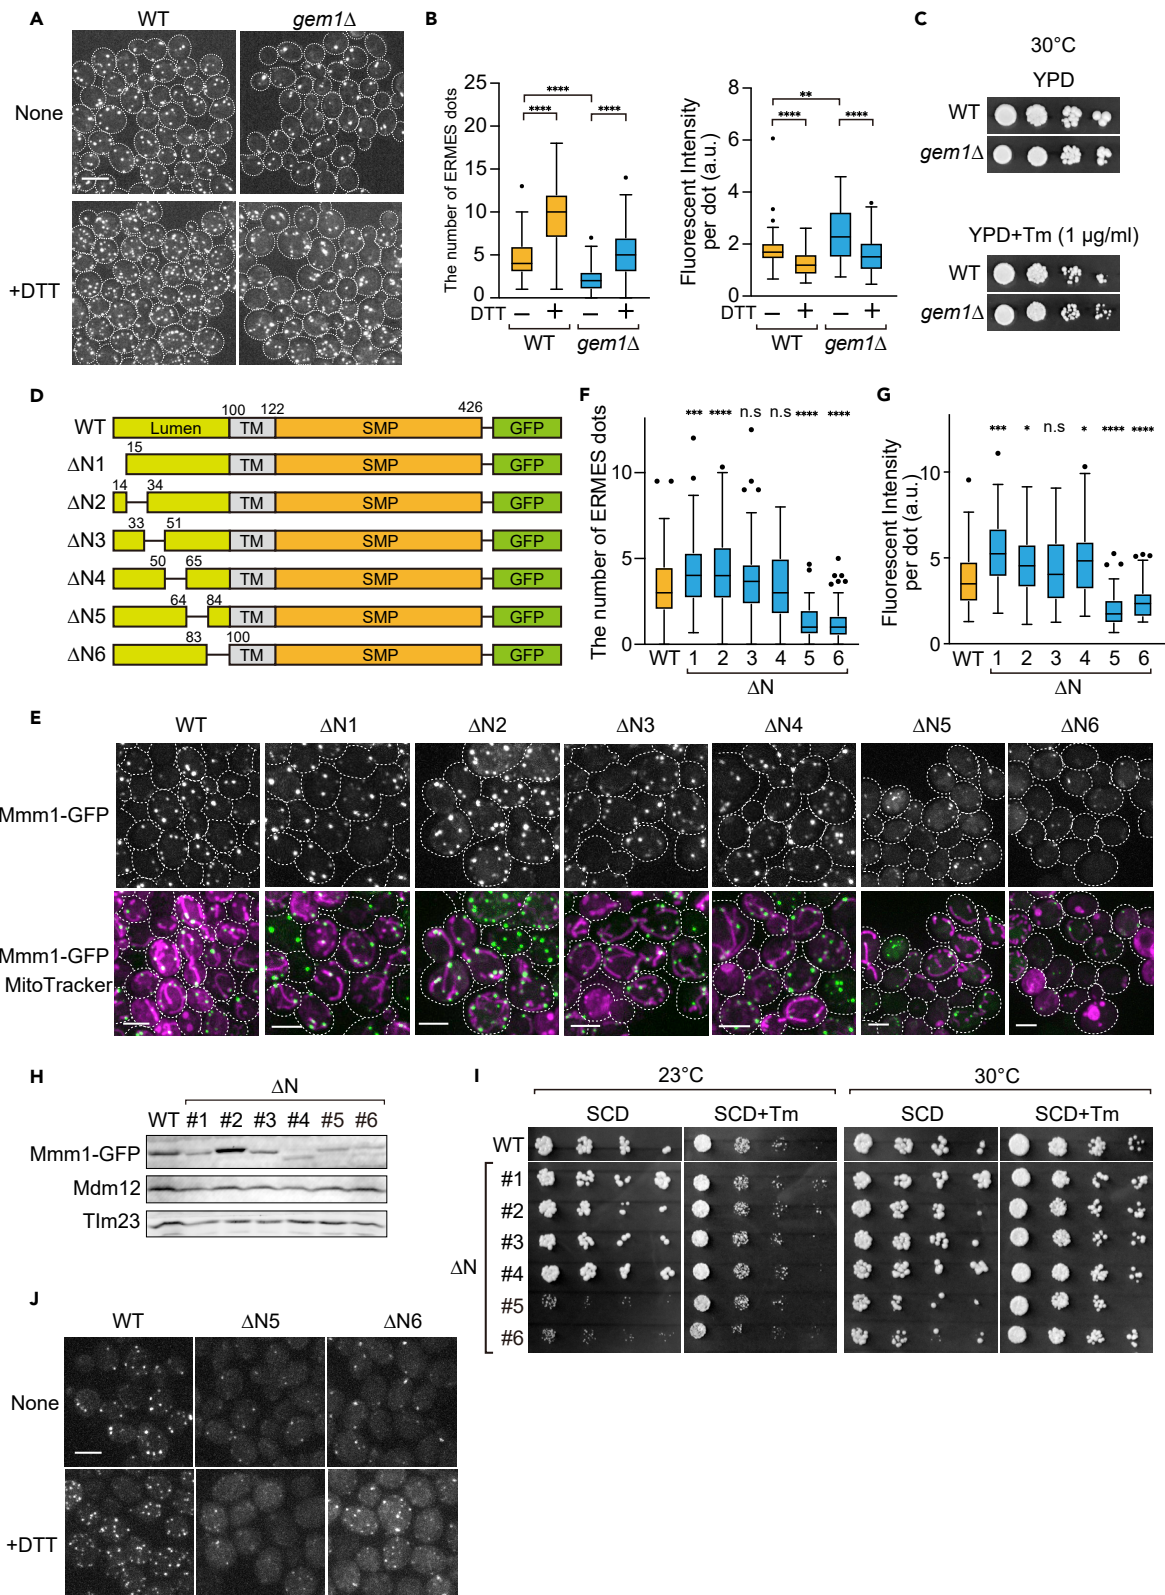 A
WT
gem1Δ
None
+DTT
B
The number of ERMES dots
25
20
15
10
5
0
****
****
****
DTT
– + – +
WT
gem1Δ
Fluorescent Intensity
per dot (a.u.)
8
6
4
2
0
**
****
****
DTT
– + – +
WT
gem1Δ
C
30°C
YPD
WT
gem1Δ
YPD+Tm (1 μg/ml)
WT
gem1Δ
D
100 122 426
WT Lumen TM SMP GFP
15
ΔN1 TM SMP GFP
14 34
ΔN2 TM SMP GFP
33 51
ΔN3 TM SMP GFP
50 65
ΔN4 TM SMP GFP
64 84
ΔN5 TM SMP GFP
83 100
ΔN6 TM SMP GFP
F
The number of ERMES dots
*** **** n.s n.s **** ****
10
5
0
WT 1 2 3 4 5 6
ΔN
G
Fluorescent Intensity
per dot (a.u.)
*** * n.s * **** ****
10
5
0
WT 1 2 3 4 5 6
ΔN
E
WT ΔN1 ΔN2 ΔN3 ΔN4 ΔN5 ΔN6
Mmm1-GFP
Mmm1-GFP
MitoTracker
H
ΔN
WT #1 #2 #3 #4 #5 #6
Mmm1-GFP
Mdm12
TIm23
I
23°C 30°C
SCD SCD+Tm SCD SCD+Tm
WT
#1
#2
#3
#4
#5
#6
ΔN
J
WT ΔN5 ΔN6
None
+DTT